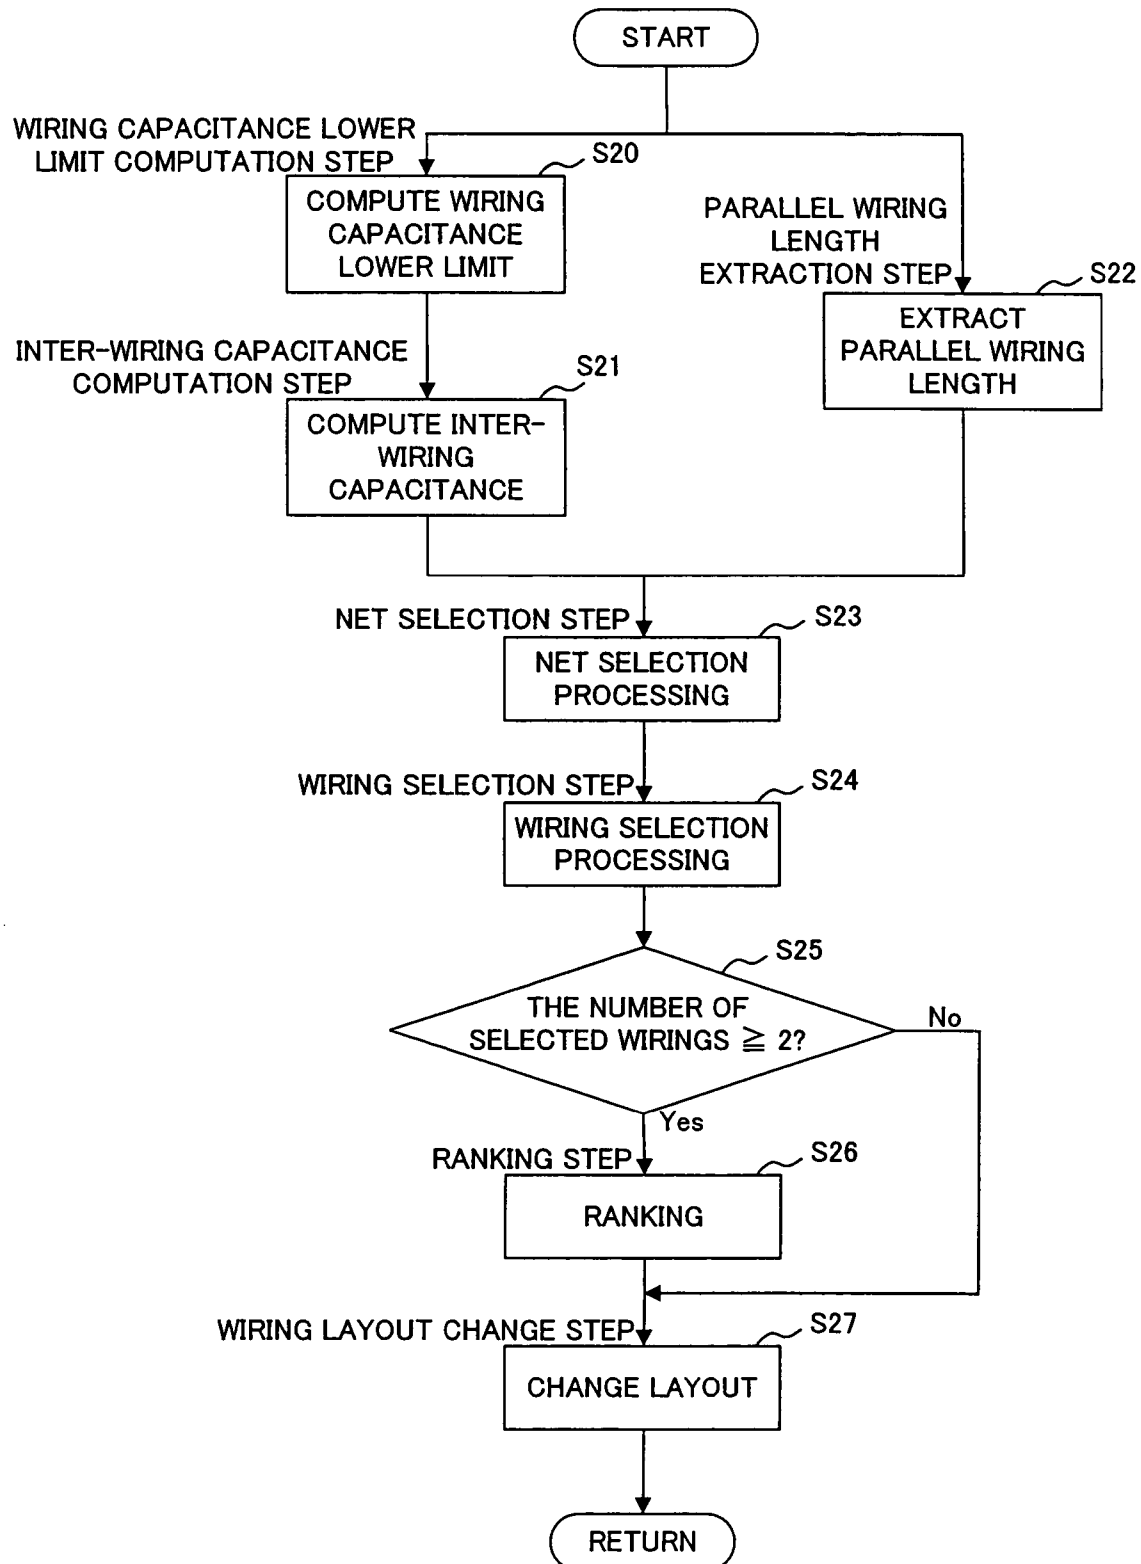 START
WIRING CAPACITANCE LOWER
LIMIT COMPUTATION STEP
S20
COMPUTE WIRING
CAPACITANCE
LOWER LIMIT
PARALLEL WIRING
LENGTH
EXTRACTION STEP
S22
EXTRACT
PARALLEL WIRING
LENGTH
INTER-WIRING CAPACITANCE
COMPUTATION STEP
S21
COMPUTE INTER-
WIRING
CAPACITANCE
NET SELECTION STEP
S23
NET SELECTION
PROCESSING
WIRING SELECTION STEP
S24
WIRING SELECTION
PROCESSING
S25
THE NUMBER OF
SELECTED WIRINGS ≧ 2?
No
Yes
RANKING STEP
S26
RANKING
WIRING LAYOUT CHANGE STEP
S27
CHANGE LAYOUT
RETURN